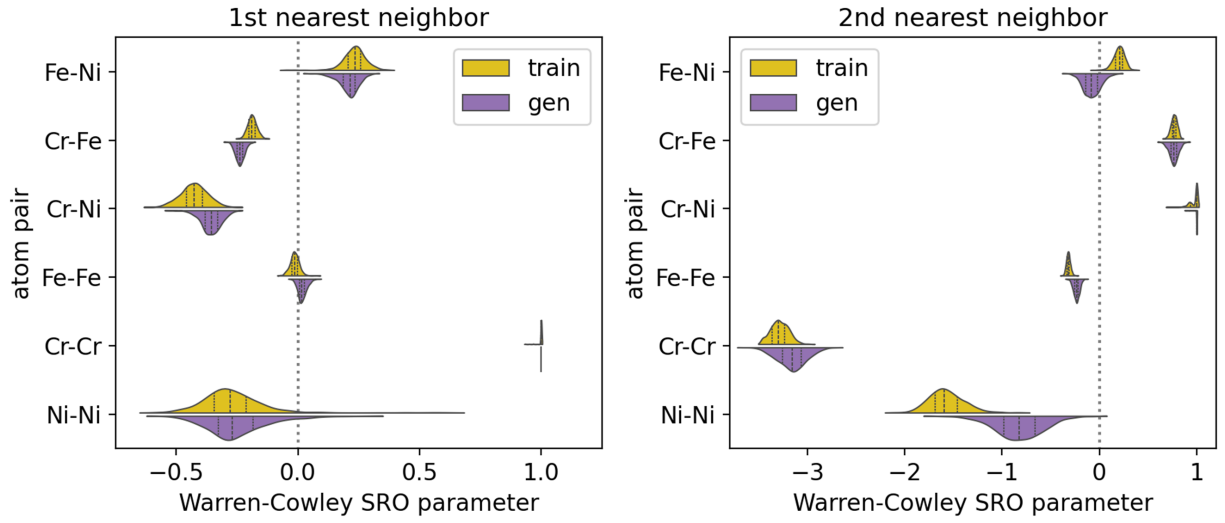 1st nearest neighbor
atom pair
Fe-Ni
Cr-Fe
Cr-Ni
Fe-Fe
Cr-Cr
Ni-Ni
train
gen
−0.5 0.0 0.5 1.0
Warren-Cowley SRO parameter
2nd nearest neighbor
atom pair
Fe-Ni
Cr-Fe
Cr-Ni
Fe-Fe
Cr-Cr
Ni-Ni
train
gen
−3 −2 −1 0 1
Warren-Cowley SRO parameter